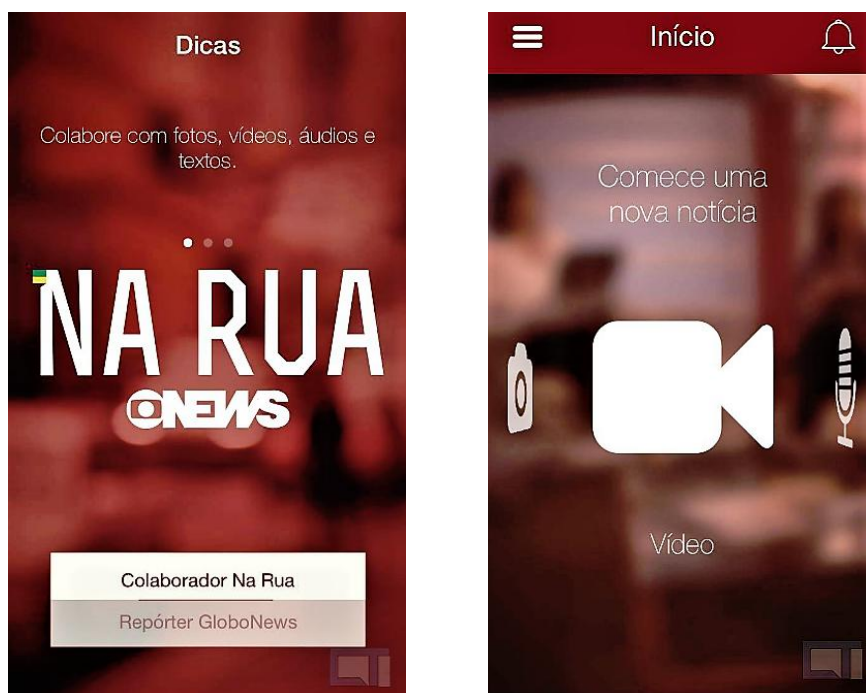 Dicas
Colabore com fotos, vídeos, áudios e
textos.
NA RUA
NEWS
Colaborador Na Rua
Repórter GloboNews
Início
Comece uma
nova notícia
Vídeo